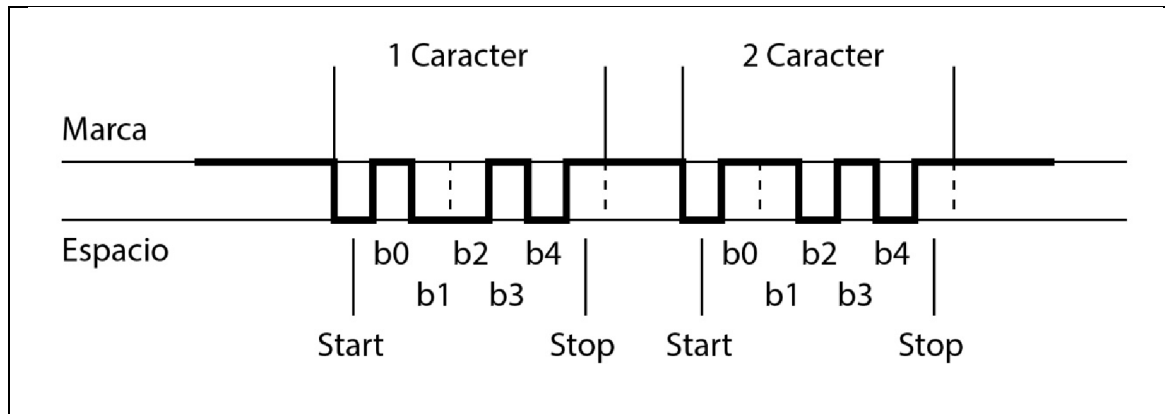 1 Caracter 2 Caracter
Marca
Espacio
b0 b2 b4 b0 b2 b4
b1 b3 b1 b3
Start Stop Start Stop